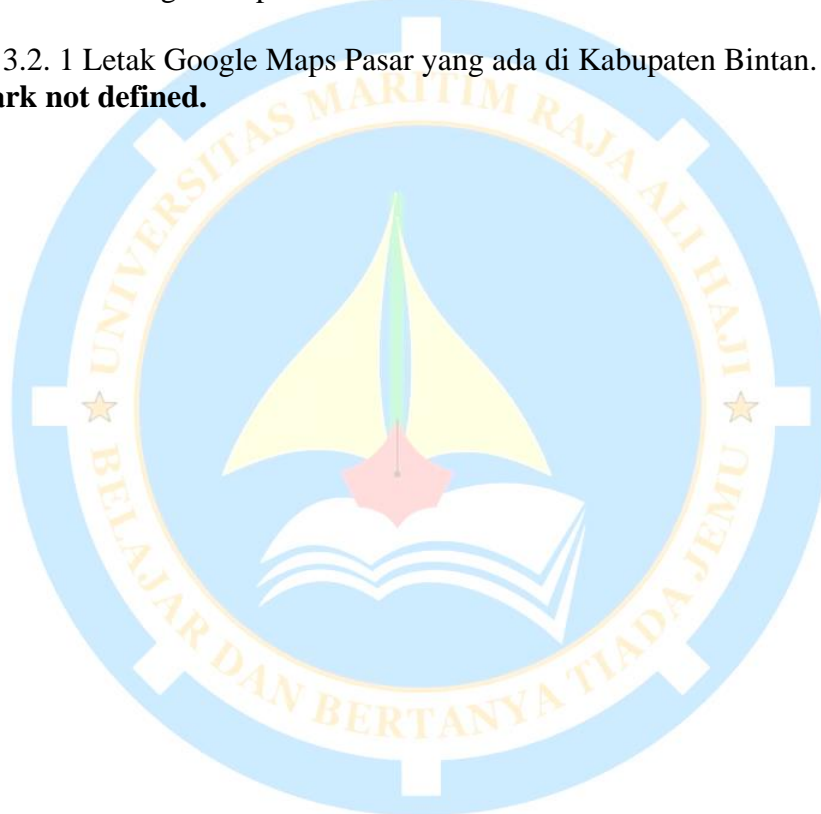 3.2. 1 Letak Google Maps Pasar yang ada di Kabupaten Bintan.
ark not defined.
UNIVERSITAS MARITIM RAJA ALI HAJI
BELAJAR DAN BERTANYA TIADA JEMU